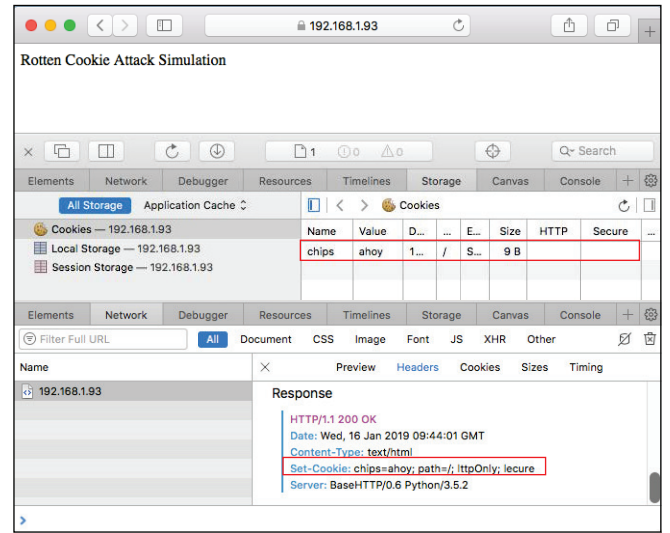 192.168.1.93
Rotten Cookie Attack Simulation
1 0 0 Search
Elements Network Debugger Resources Timelines Storage Canvas Console
All Storage Application Cache Cookies
Cookies — 192.168.1.93
Local Storage — 192.168.1.93
Session Storage — 192.168.1.93
Name Value D... ... E... Size HTTP Secure ...
chips ahoy 1... / S... 9 B
Elements Network Debugger Resources Timelines Storage Canvas Console
Filter Full URL All Document CSS Image Font JS XHR Other
Name Preview Headers Cookies Sizes Timing
192.168.1.93
Response
HTTP/1.1 200 OK
Date: Wed, 16 Jan 2019 09:44:01 GMT
Content-Type: text/html
Set-Cookie: chips=ahoy; path=/; IttpOnly; Iecure
Server: BaseHTTP/0.6 Python/3.5.2